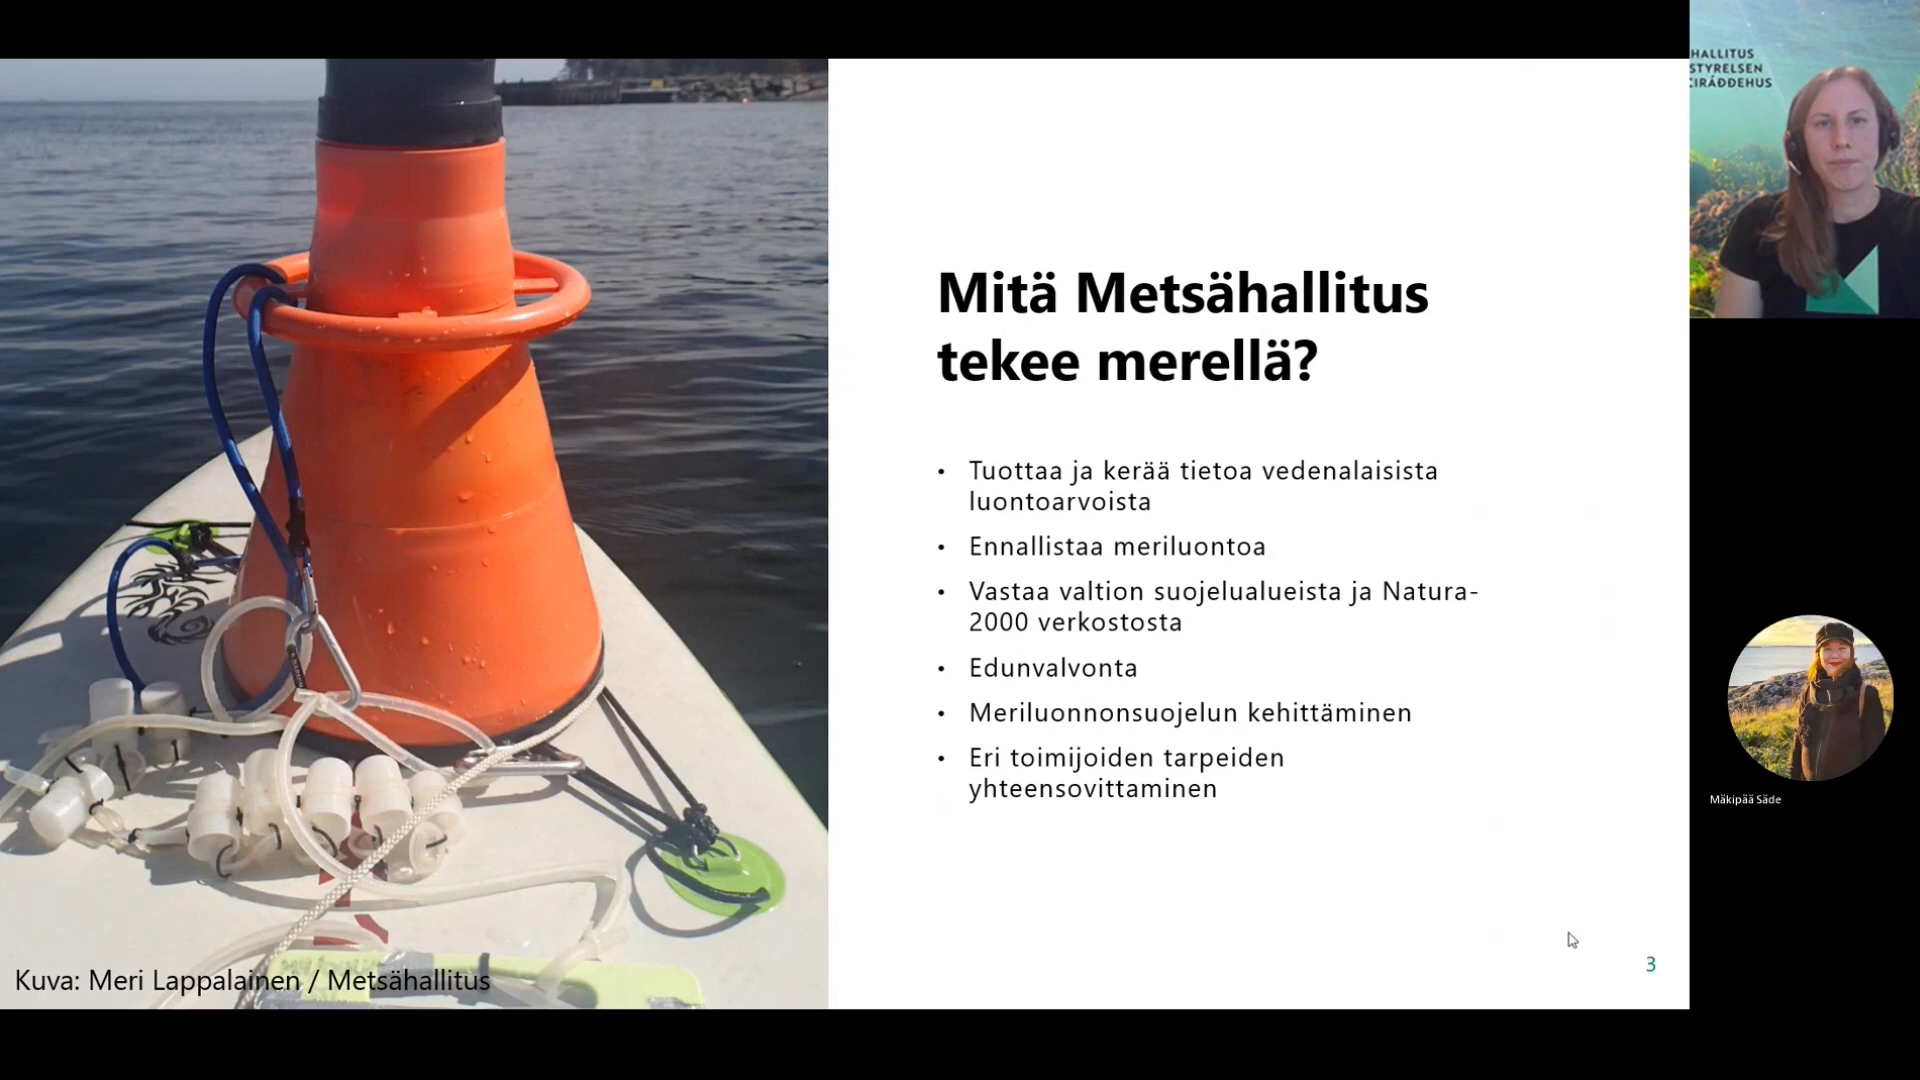 Mitä Metsähallitus
tekee merellä?
• Tuottaa ja kerää tietoa vedenalaisista
luontoarvoista
• Ennallistaa meriluontoa
• Vastaa valtion suojelualueista ja Natura-
2000 verkostosta
• Edunvalvonta
• Meriluonnonsuojelun kehittäminen
• Eri toimijoiden tarpeiden
yhteensovittaminen
3
Kuva: Meri Lappalainen / Metsähallitus
HALLITUS
STYRELSEN
CIRÁĐĐEHUS
Mäkipää Säde